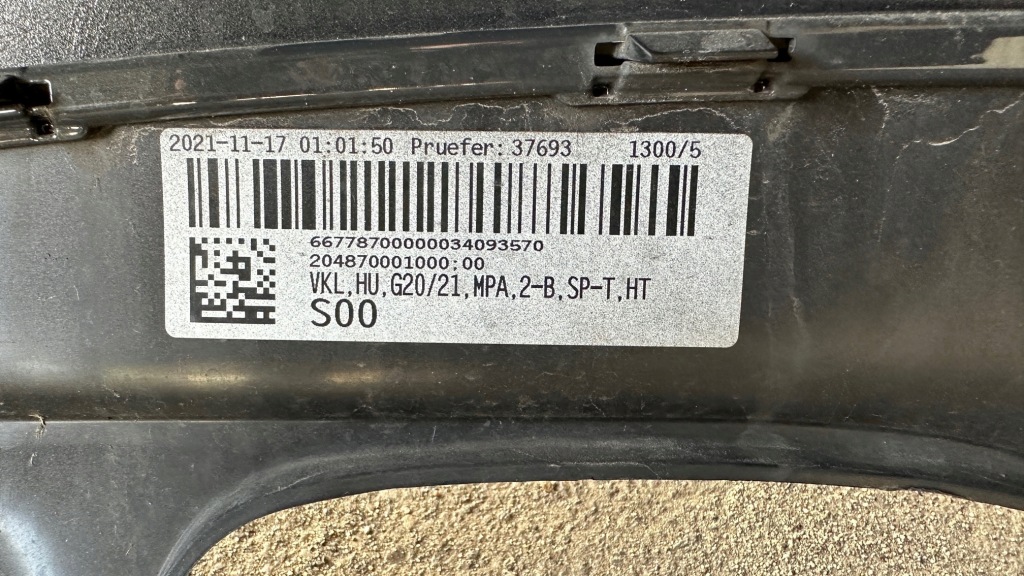 2021-11-17 01:01:50 Pruefer: 37693 1300/5
66778700000034093570
204870001000;00
VKL,HU,G20/21,MPA,2-B,SP-T,HT
S00